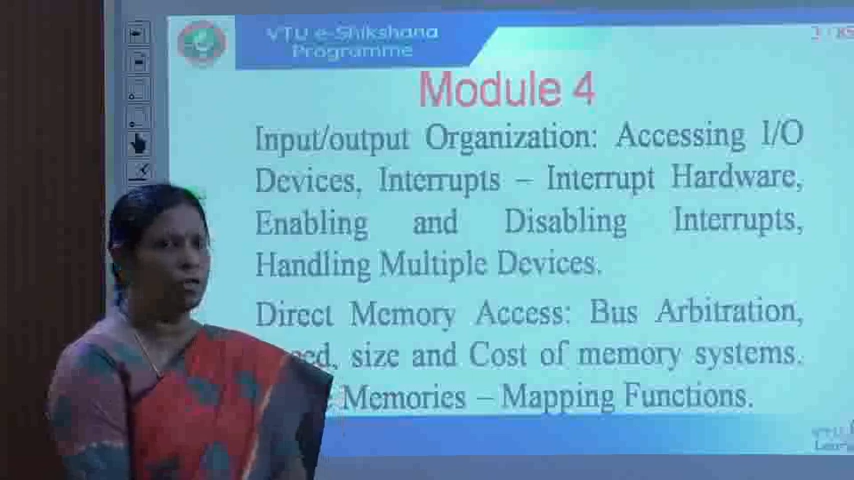 VTU e-Shikshana
Programme
Module 4
Input/output Organization: Accessing I/O
Devices, Interrupts – Interrupt Hardware,
Enabling and Disabling Interrupts,
Handling Multiple Devices.
Direct Memory Access: Bus Arbitration,
size and Cost of memory systems.
Memories – Mapping Functions.